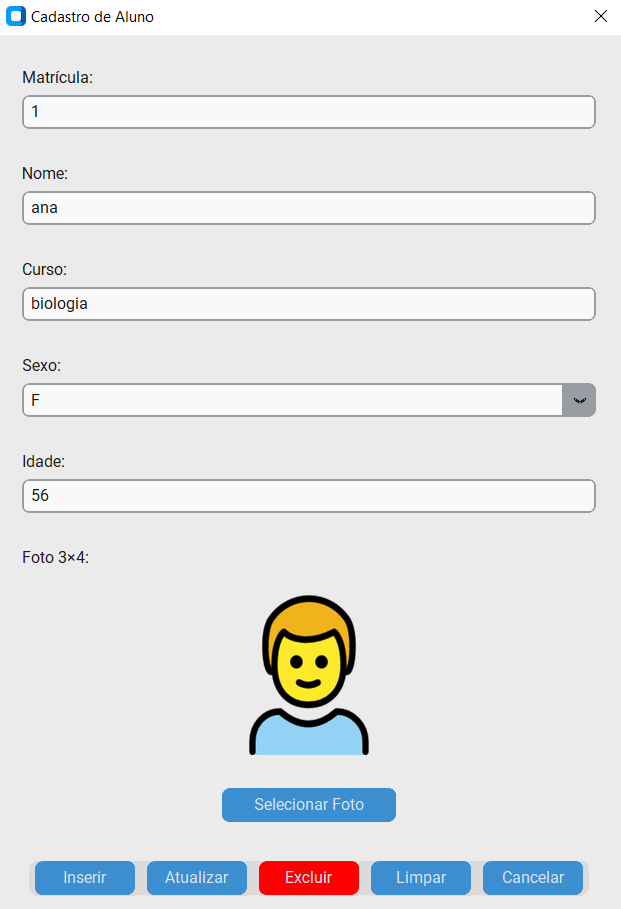 Cadastro de Aluno
Matrícula:
1
Nome:
ana
Curso:
biologia
Sexo:
F
Idade:
56
Foto 3×4:
Selecionar Foto
Inserir Atualizar Excluir Limpar Cancelar